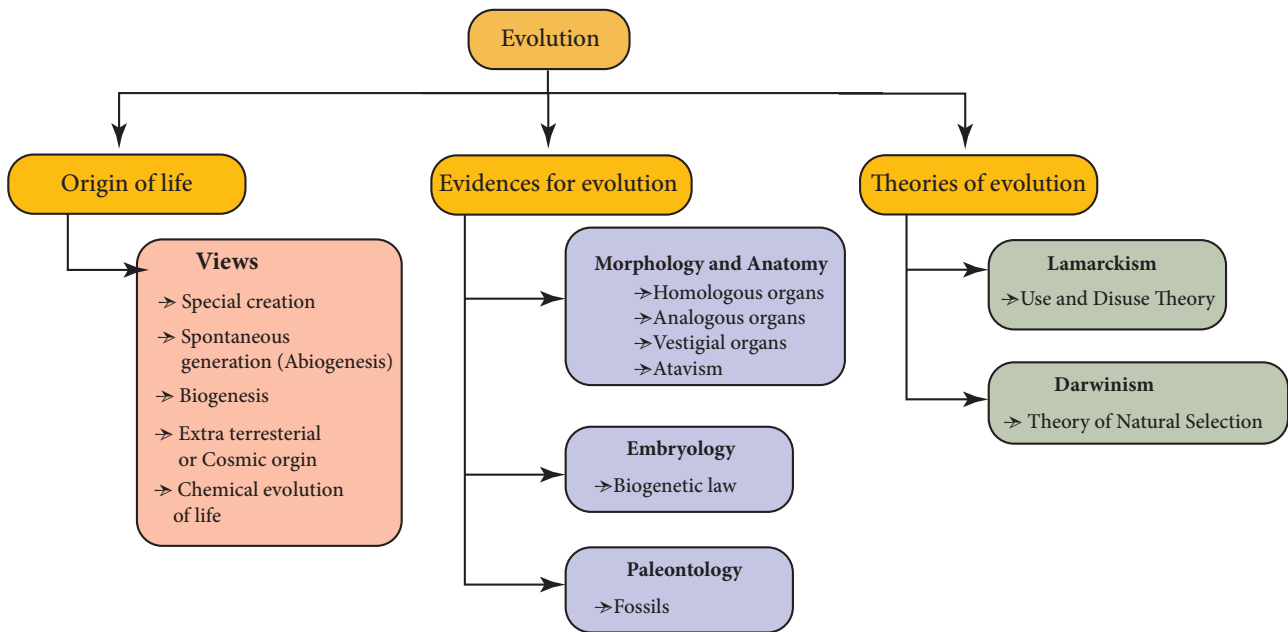 Evolution
Origin of life
Evidences for evolution
Theories of evolution
Views
→ Special creation
→ Spontaneous
generation (Abiogenesis)
→ Biogenesis
→ Extra terresterial
or Cosmic orgin
→ Chemical evolution
of life
Morphology and Anatomy
→ Homologous organs
→ Analogous organs
→ Vestigial organs
→ Atavism
Embryology
→ Biogenetic law
Paleontology
→ Fossils
Lamarckism
→ Use and Disuse Theory
Darwinism
→ Theory of Natural Selection